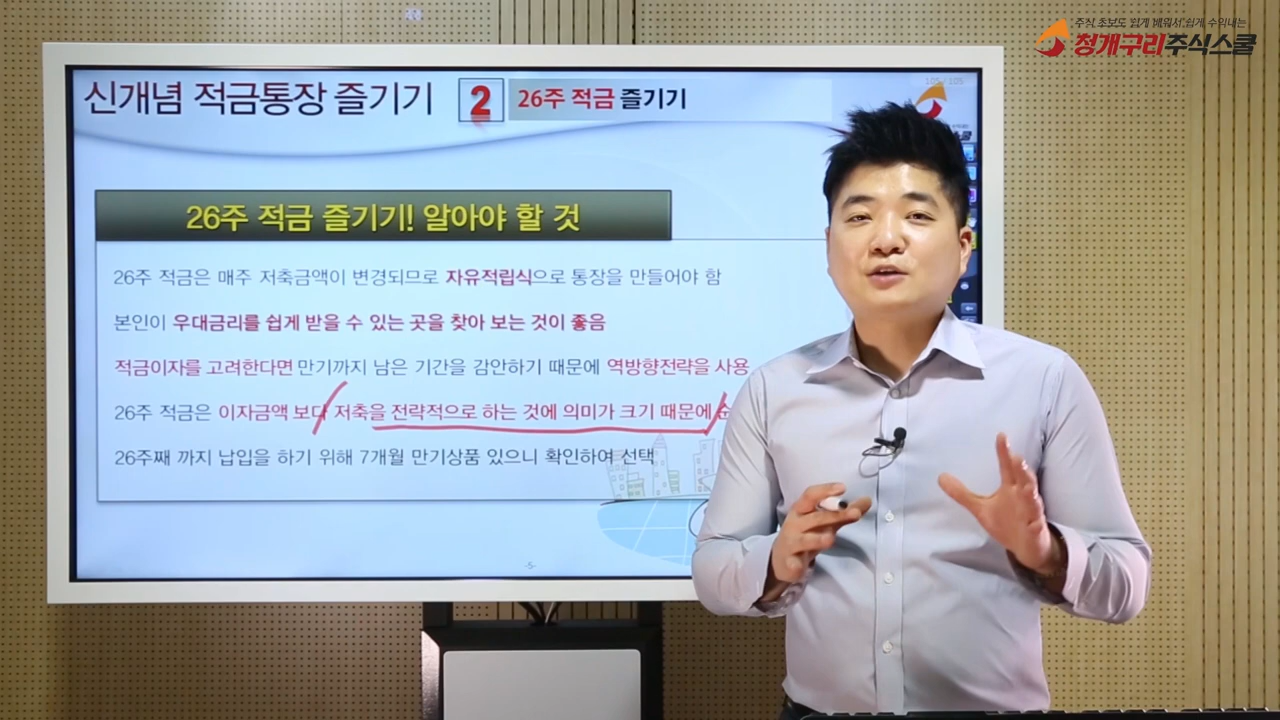 주식 초보도 쉽게 배워서 쉽게 수익내는
청개구리주식스쿨
105 / 105
신개념 적금통장 즐기기 2 26주 적금 즐기기
26주 적금 즐기기! 알아야 할 것
26주 적금은 매주 저축금액이 변경되므로 자유적립식으로 통장을 만들어야 함
본인이 우대금리를 쉽게 받을 수 있는 곳을 찾아 보는 것이 좋음
적금이자를 고려한다면 만기까지 남은 기간을 감안하기 때문에 역방향전략을 사용
26주 적금은 이자금액 보다 저축을 전략적으로 하는 것에 의미가 크기 때문에
26주째 까지 납입을 하기 위해 7개월 만기상품 있으니 확인하여 선택
-5-